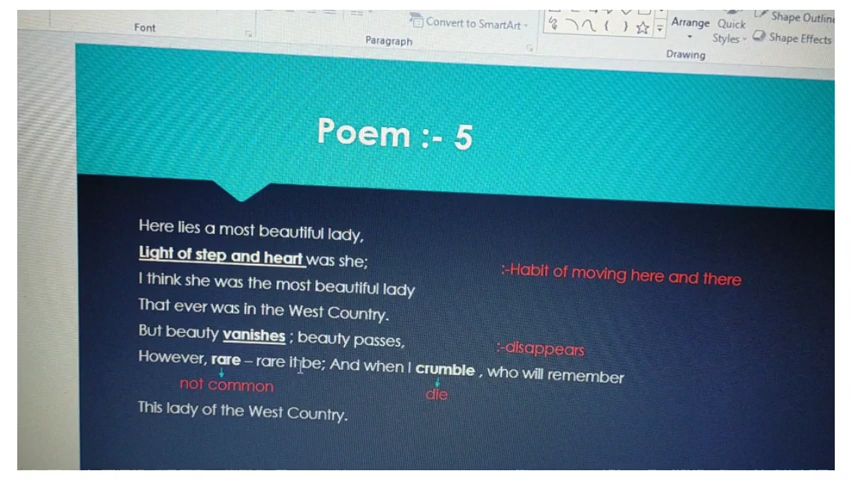 Font
Convert to SmartArt
Paragraph
Arrange
Quick
Styles
Shape Outline
Shape Effects
Drawing
Poem :- 5
Here lies a most beautiful lady,
Light of step and heart was she; :-Habit of moving here and there
I think she was the most beautiful lady
That ever was in the West Country.
But beauty vanishes ; beauty passes, :-disappears
However, rare – rare it be; And when I crumble , who will remember
not common die
This lady of the West Country.